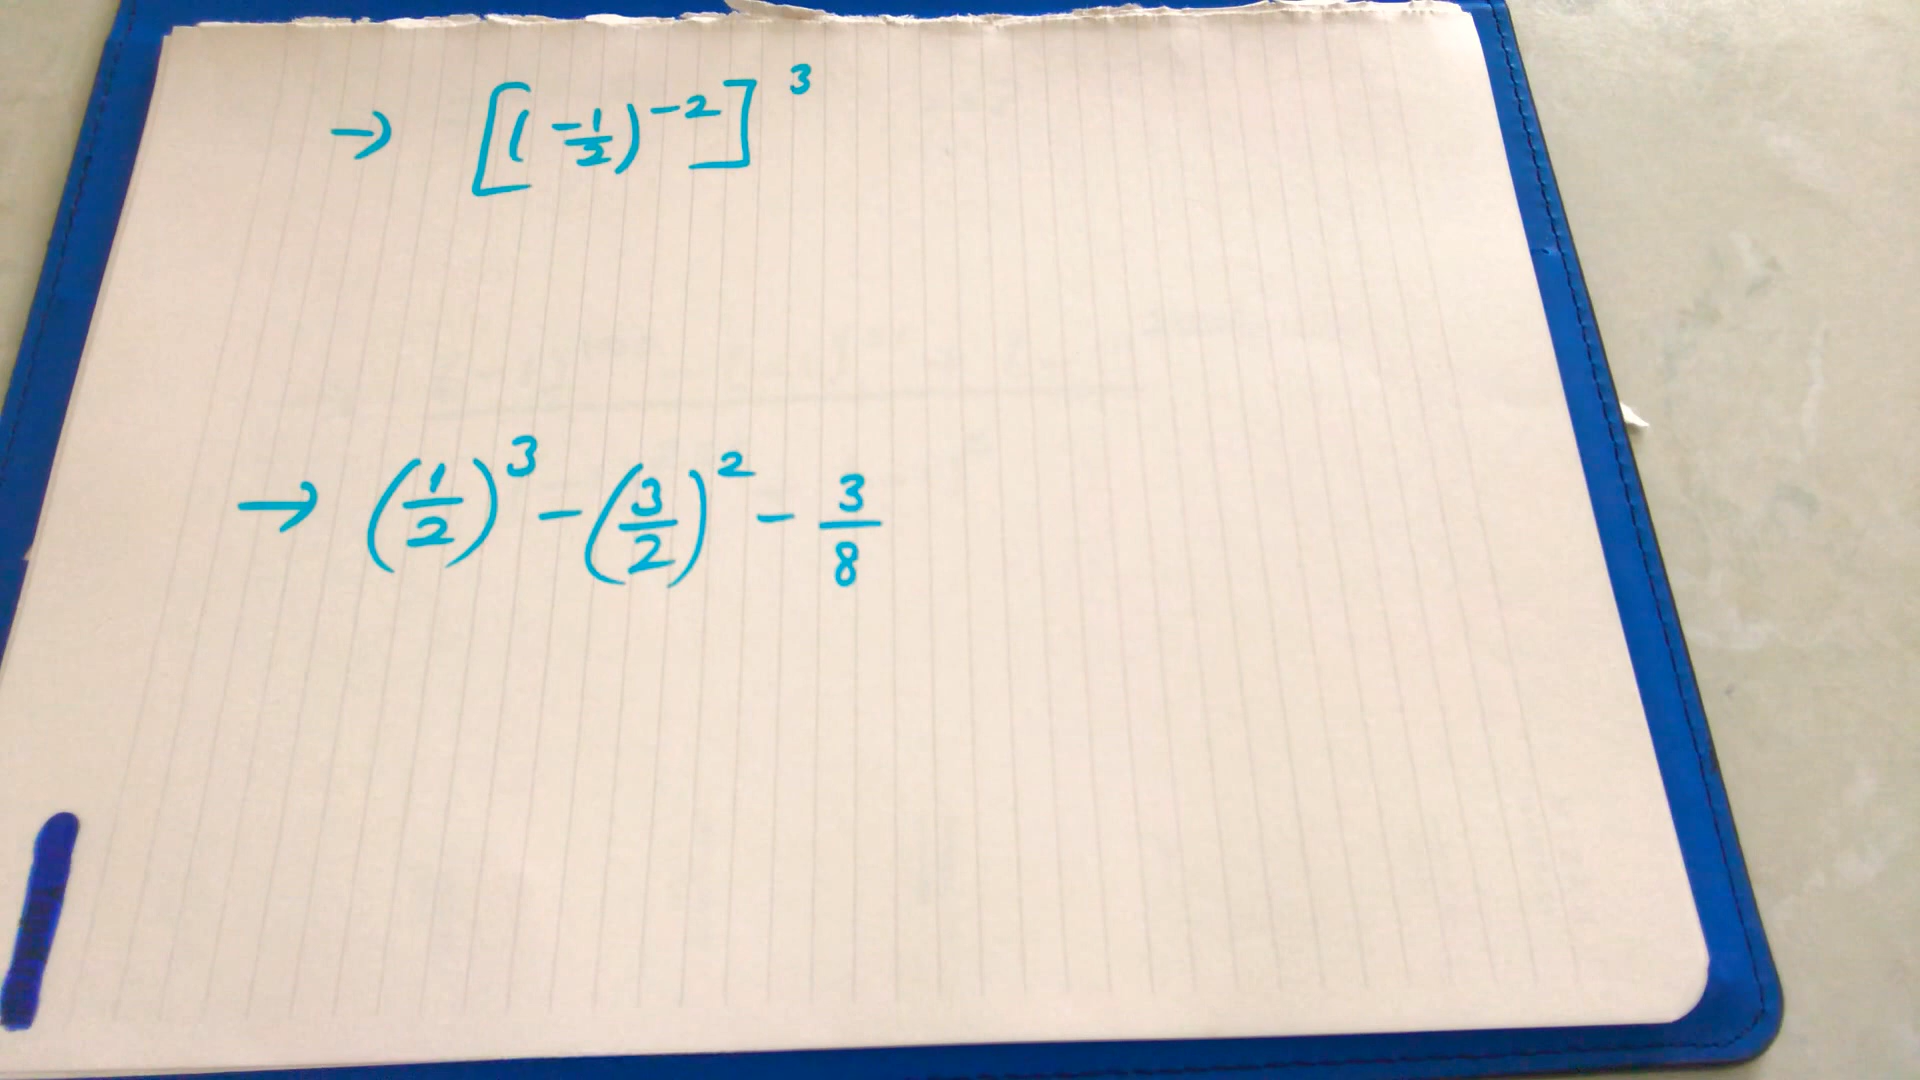 → [(-1/2)^-2]^3
→ (1/2)^3 - (3/2)^2 - 3/8